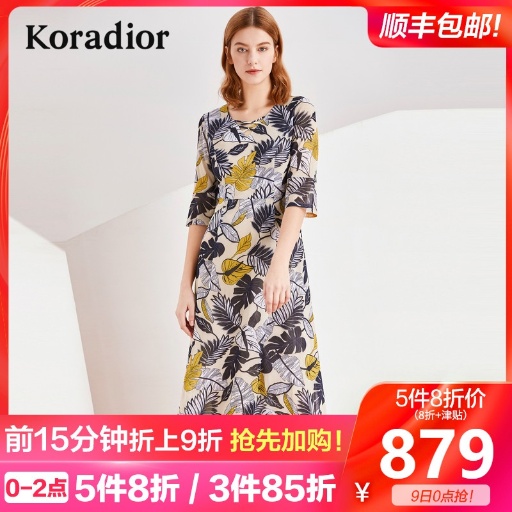 Koradior
顺丰包邮!
5件8折价
(8折+津贴)
¥ 879
9日0点抢!
前15分钟折上9折 抢先加购!
0-2点 5件8折 / 3件85折